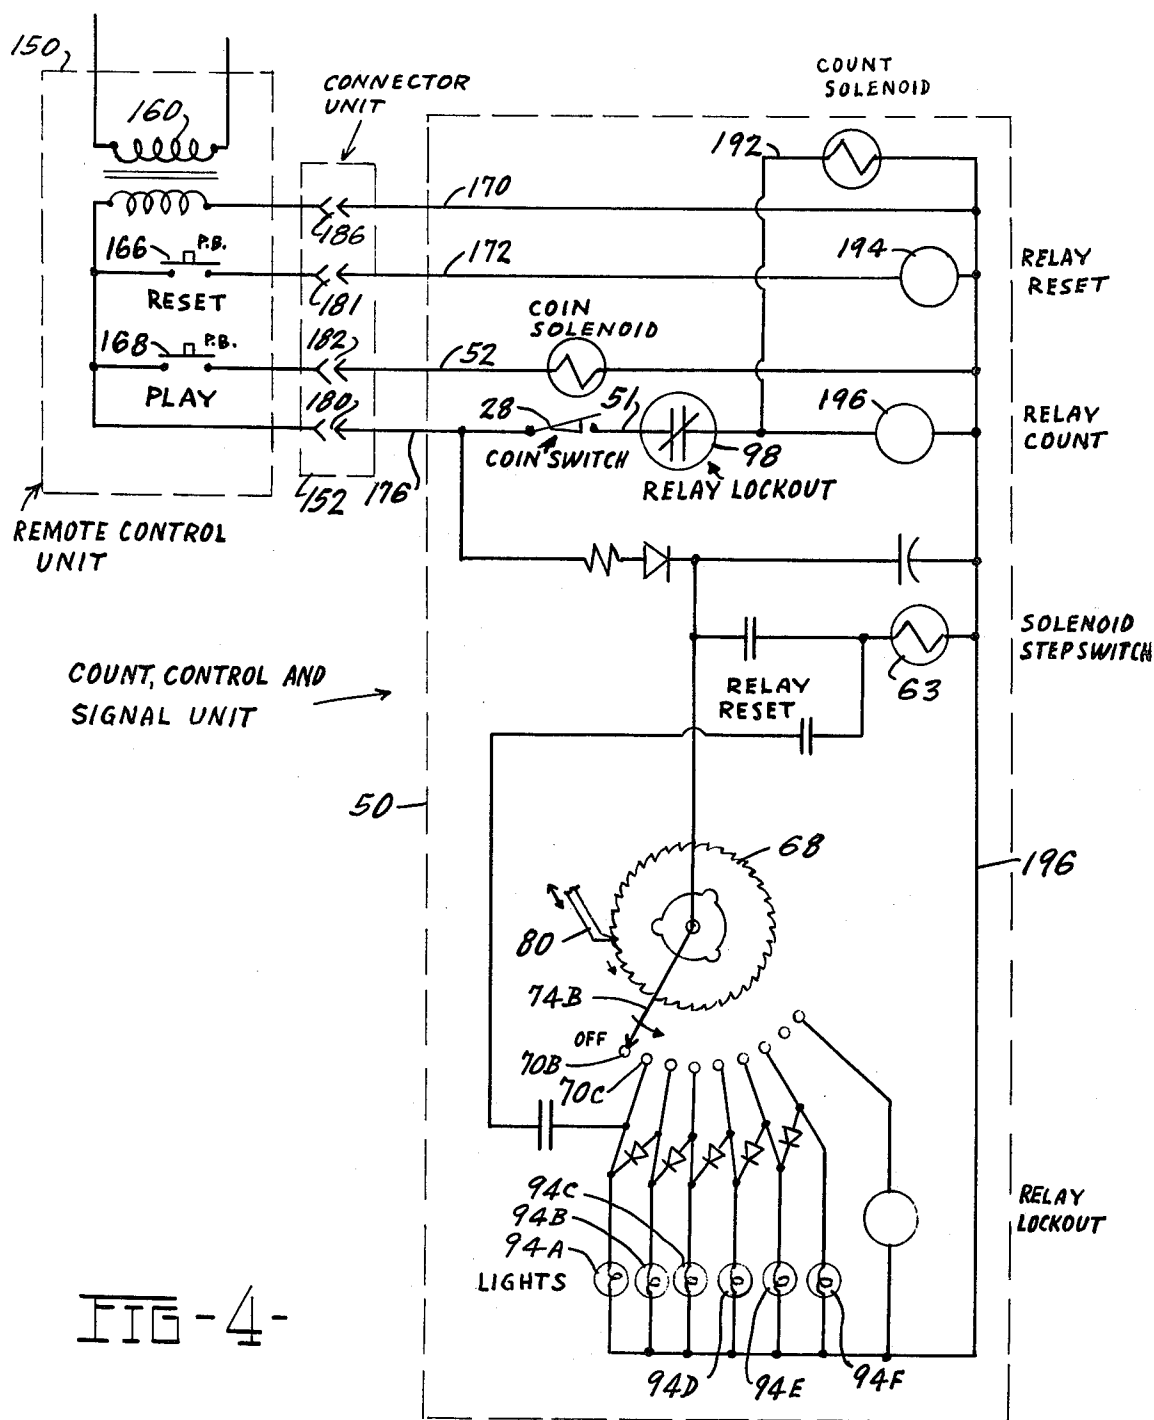 150
CONNECTOR
UNIT
COUNT
SOLENOID
160
192
170
186
166
P.B.
172
194
RELAY
RESET
RESET
181
COIN
SOLENOID
168
P.B.
182
52
PLAY
180
28
51
196
RELAY
COUNT
COIN SWITCH
98
152
176
RELAY LOCKOUT
REMOTE CONTROL
UNIT
SOLENOID
STEP SWITCH
COUNT, CONTROL AND
SIGNAL UNIT
RELAY
RESET
63
50
68
196
80
74B
OFF
70B
70C
94C
94B
94A
LIGHTS
RELAY
LOCKOUT
FIG-4-
94D
94E
94F